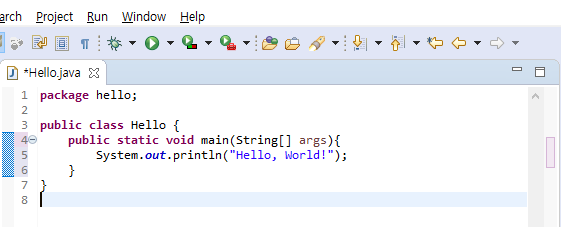 arch Project Run Window Help
*Hello.java
1 package hello;
2
3 public class Hello {
4 public static void main(String[] args){
5 System.out.println("Hello, World!");
6 }
7 }
8